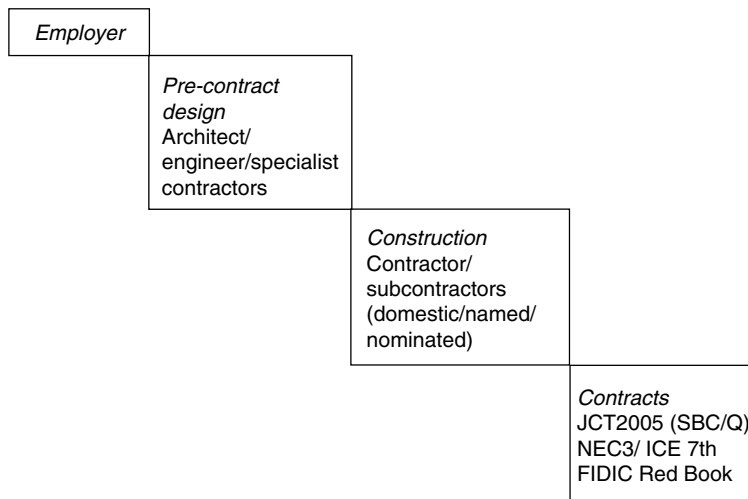 Employer
Pre-contract
design
Architect/
engineer/specialist
contractors
Construction
Contractor/
subcontractors
(domestic/named/
nominated)
Contracts
JCT2005 (SBC/Q)
NEC3/ ICE 7th
FIDIC Red Book